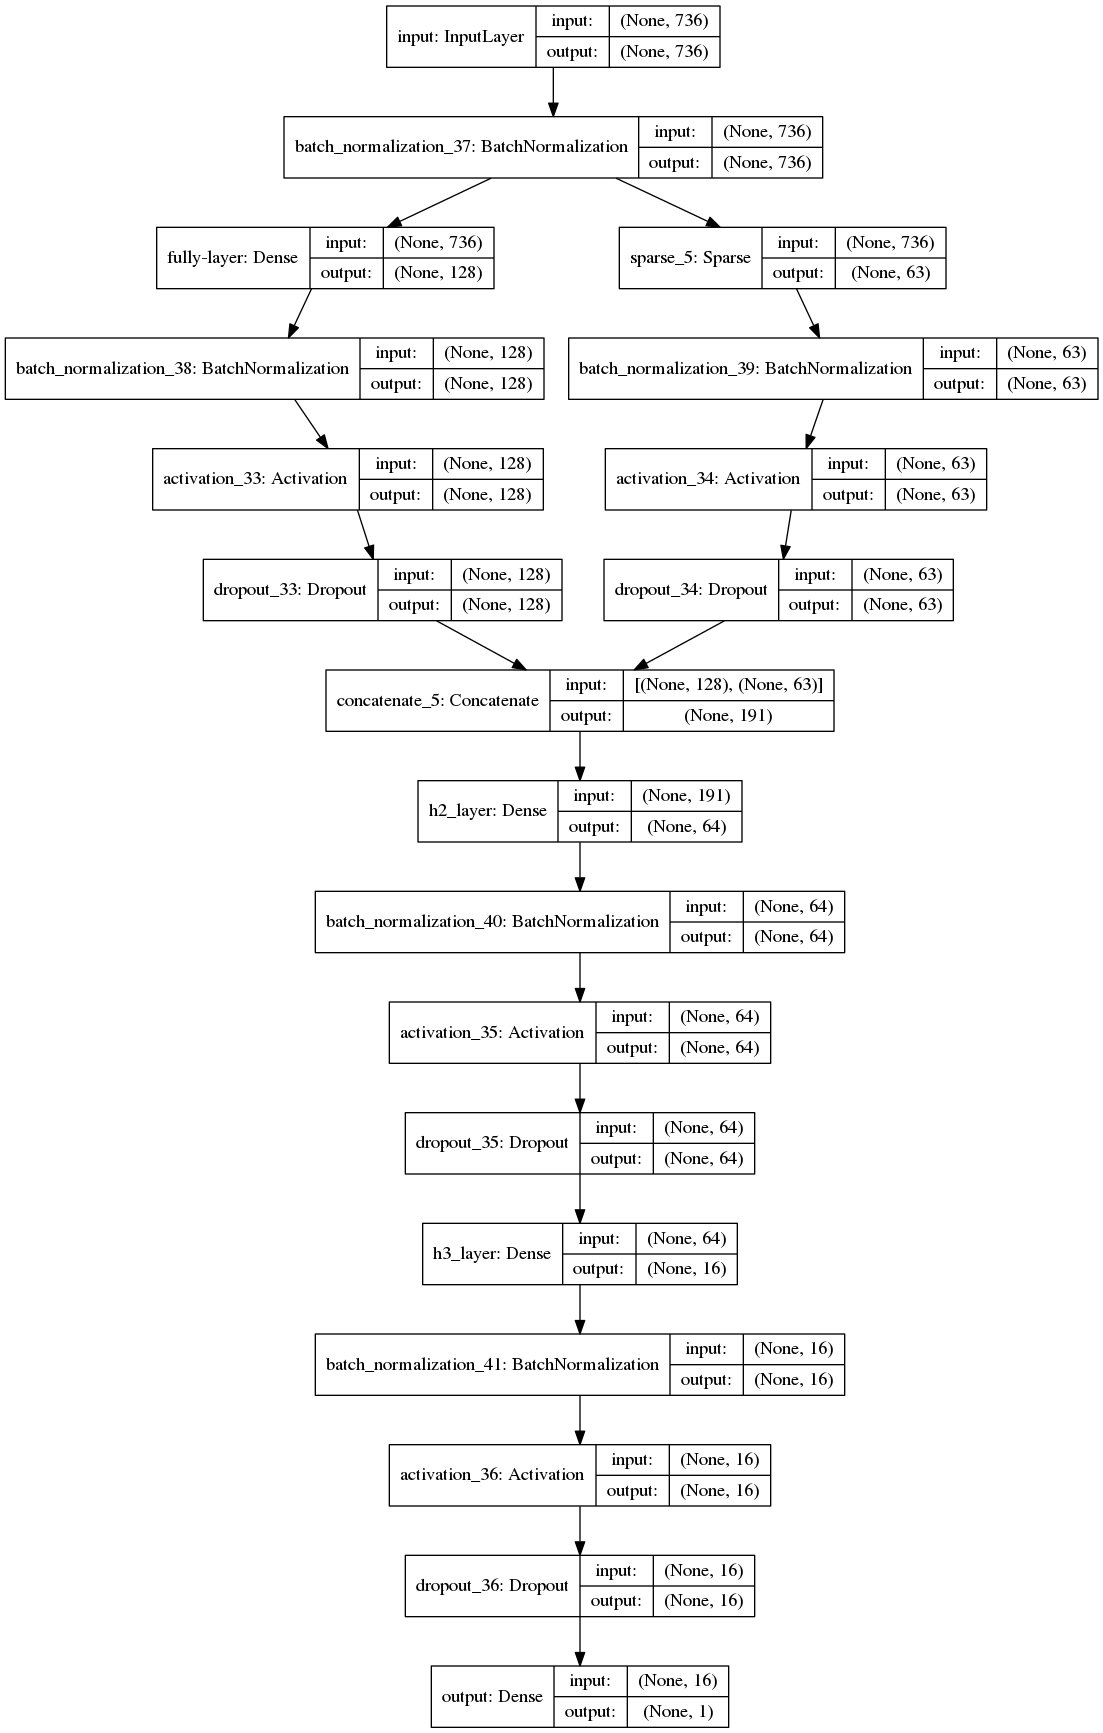 input: InputLayer
input:
(None, 736)
output:
(None, 736)
batch_normalization_37: BatchNormalization
input:
(None, 736)
output:
(None, 736)
fully-layer: Dense
input:
(None, 736)
output:
(None, 128)
sparse_5: Sparse
input:
(None, 736)
output:
(None, 63)
batch_normalization_38: BatchNormalization
input:
(None, 128)
output:
(None, 128)
batch_normalization_39: BatchNormalization
input:
(None, 63)
output:
(None, 63)
activation_33: Activation
input:
(None, 128)
output:
(None, 128)
activation_34: Activation
input:
(None, 63)
output:
(None, 63)
dropout_33: Dropout
input:
(None, 128)
output:
(None, 128)
dropout_34: Dropout
input:
(None, 63)
output:
(None, 63)
concatenate_5: Concatenate
input:
[(None, 128), (None, 63)]
output:
(None, 191)
h2_layer: Dense
input:
(None, 191)
output:
(None, 64)
batch_normalization_40: BatchNormalization
input:
(None, 64)
output:
(None, 64)
activation_35: Activation
input:
(None, 64)
output:
(None, 64)
dropout_35: Dropout
input:
(None, 64)
output:
(None, 64)
h3_layer: Dense
input:
(None, 64)
output:
(None, 16)
batch_normalization_41: BatchNormalization
input:
(None, 16)
output:
(None, 16)
activation_36: Activation
input:
(None, 16)
output:
(None, 16)
dropout_36: Dropout
input:
(None, 16)
output:
(None, 16)
output: Dense
input:
(None, 16)
output:
(None, 1)